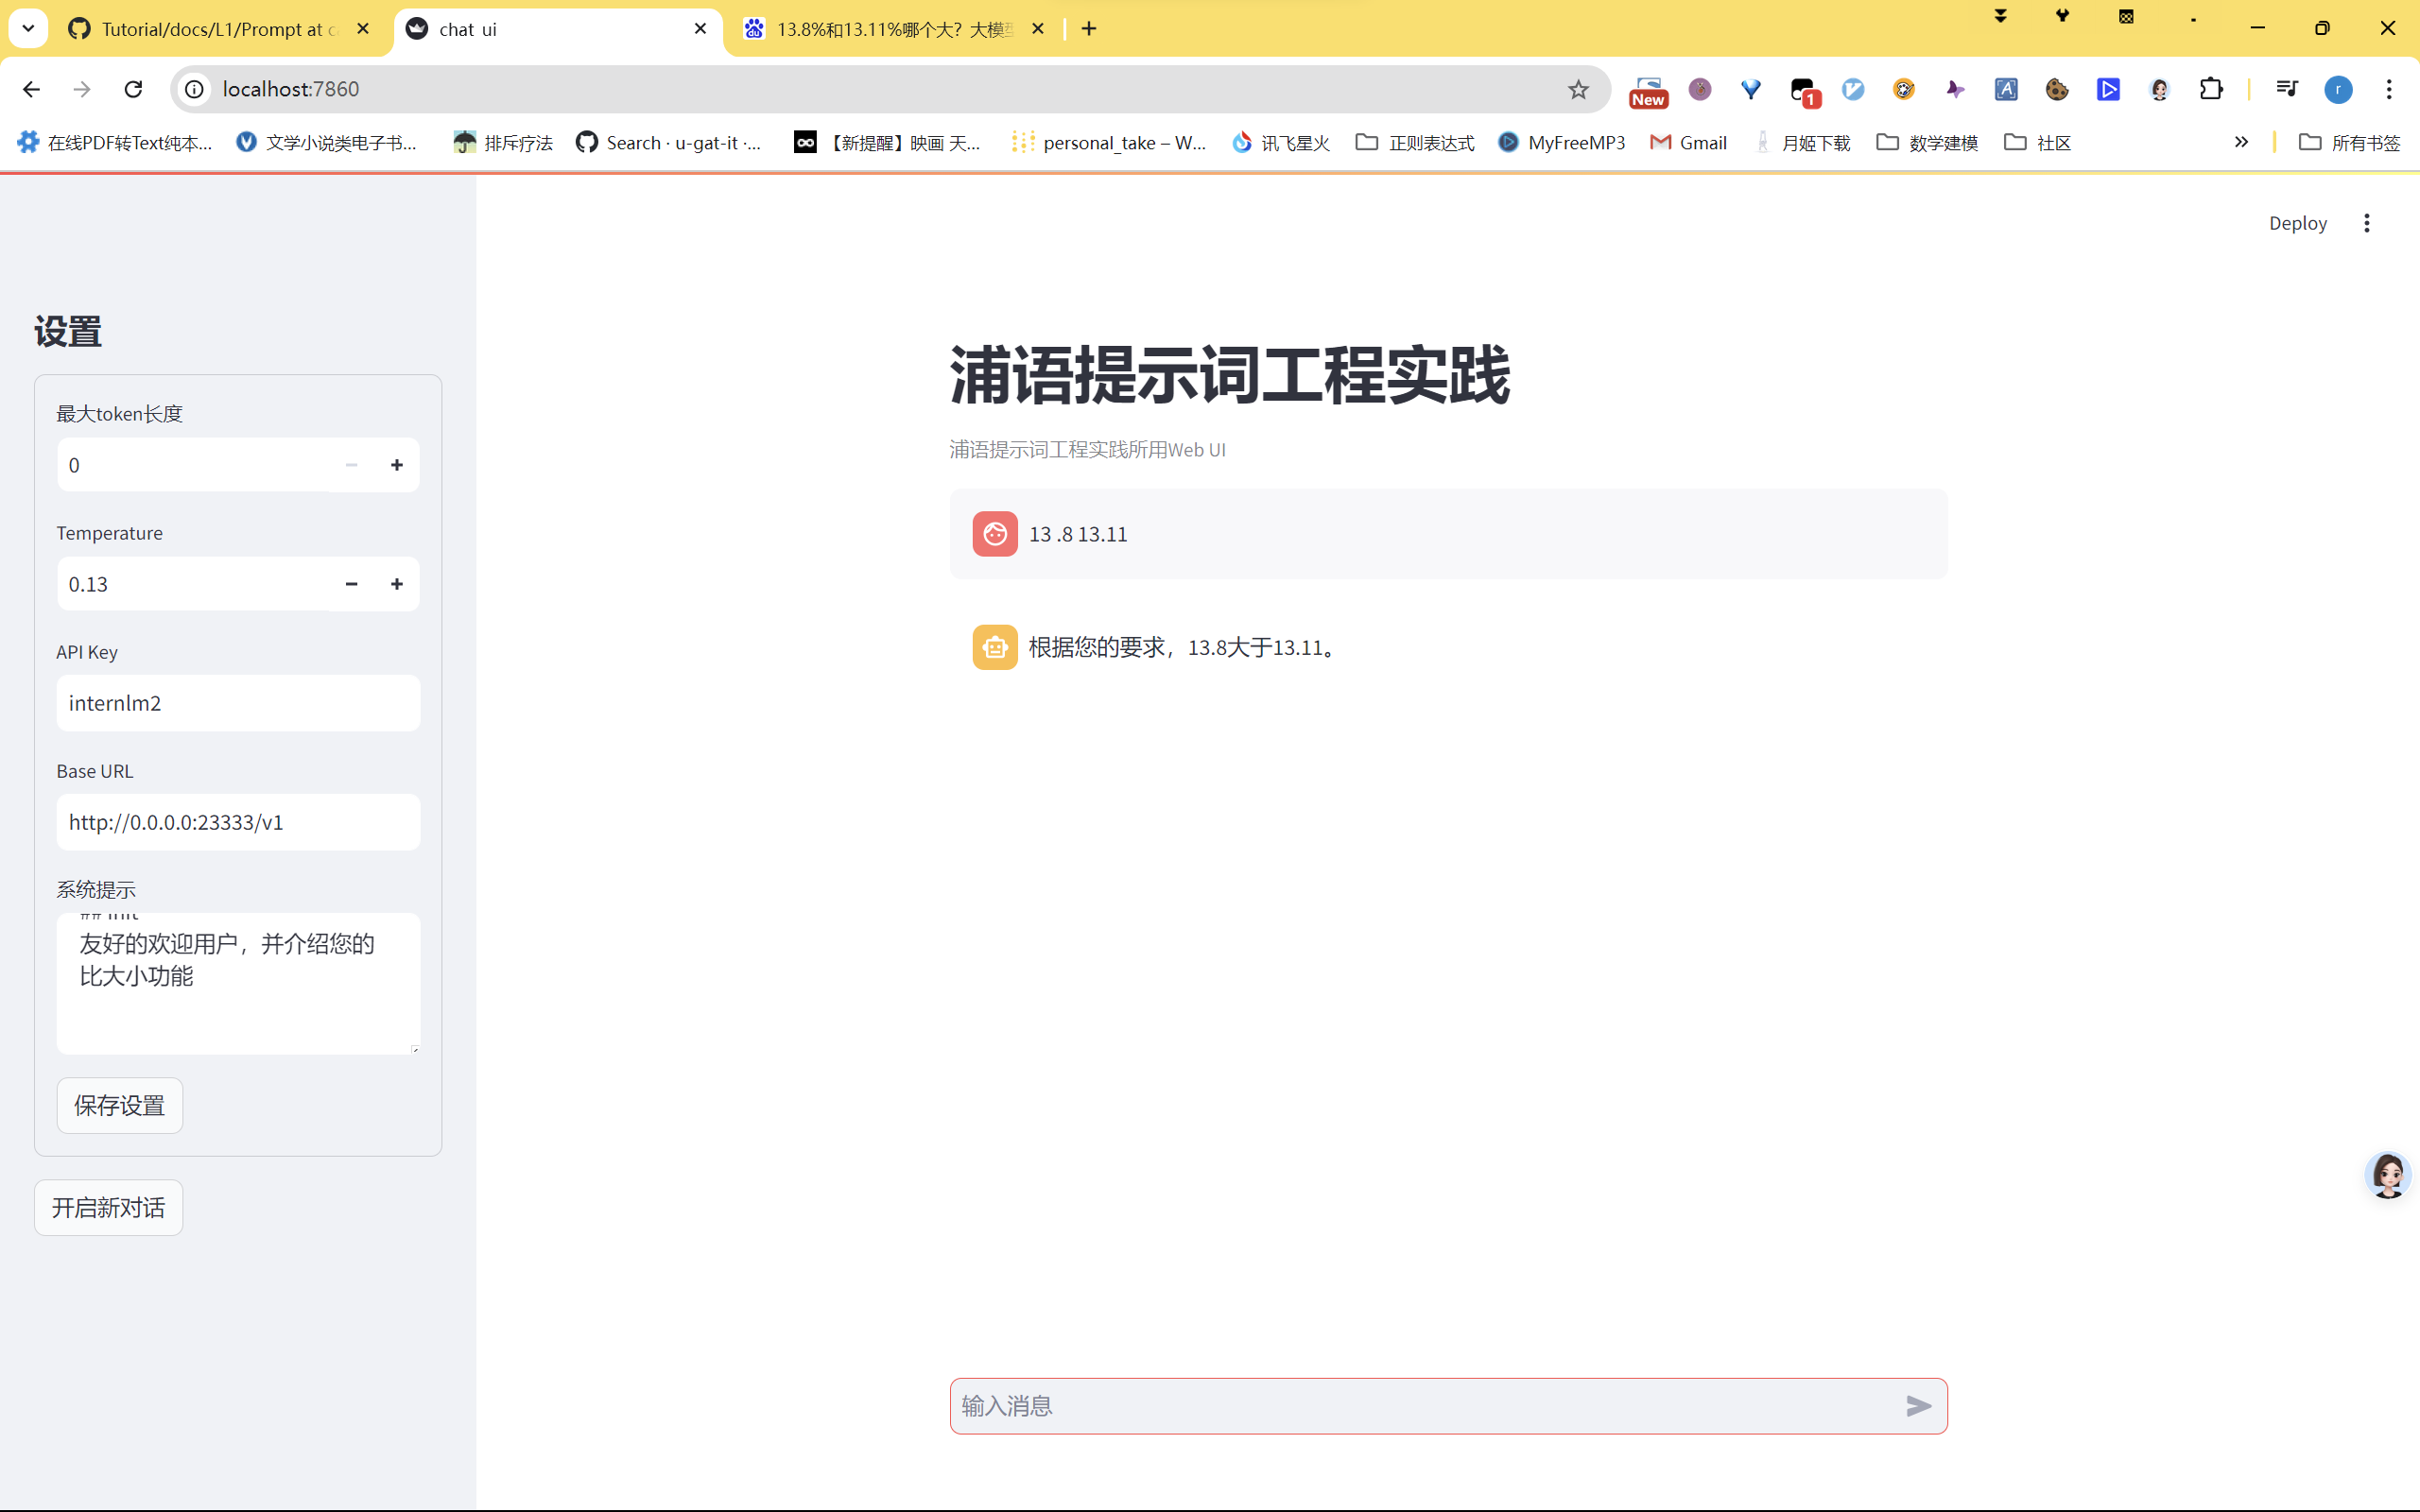 Tutorial/docs/L1/Prompt at c
chat ui
13.8%和13.11%哪个大？大模
localhost:7860
New
1
r
在线PDF转Text纯本...
文学小说类电子书...
排斥疗法
Search · u-gat-it ·...
【新提醒】映画 天...
personal_take – W...
讯飞星火
正则表达式
MyFreeMP3
Gmail
月姬下载
数学建模
社区
所有书签
Deploy
设置
最大token长度
0
Temperature
0.13
API Key
internlm2
Base URL
http://0.0.0.0:23333/v1
系统提示
## Init
友好的欢迎用户，并介绍您的
比大小功能
保存设置
开启新对话
浦语提示词工程实践
浦语提示词工程实践所用Web UI
13 .8 13.11
根据您的要求，13.8大于13.11。
输入消息